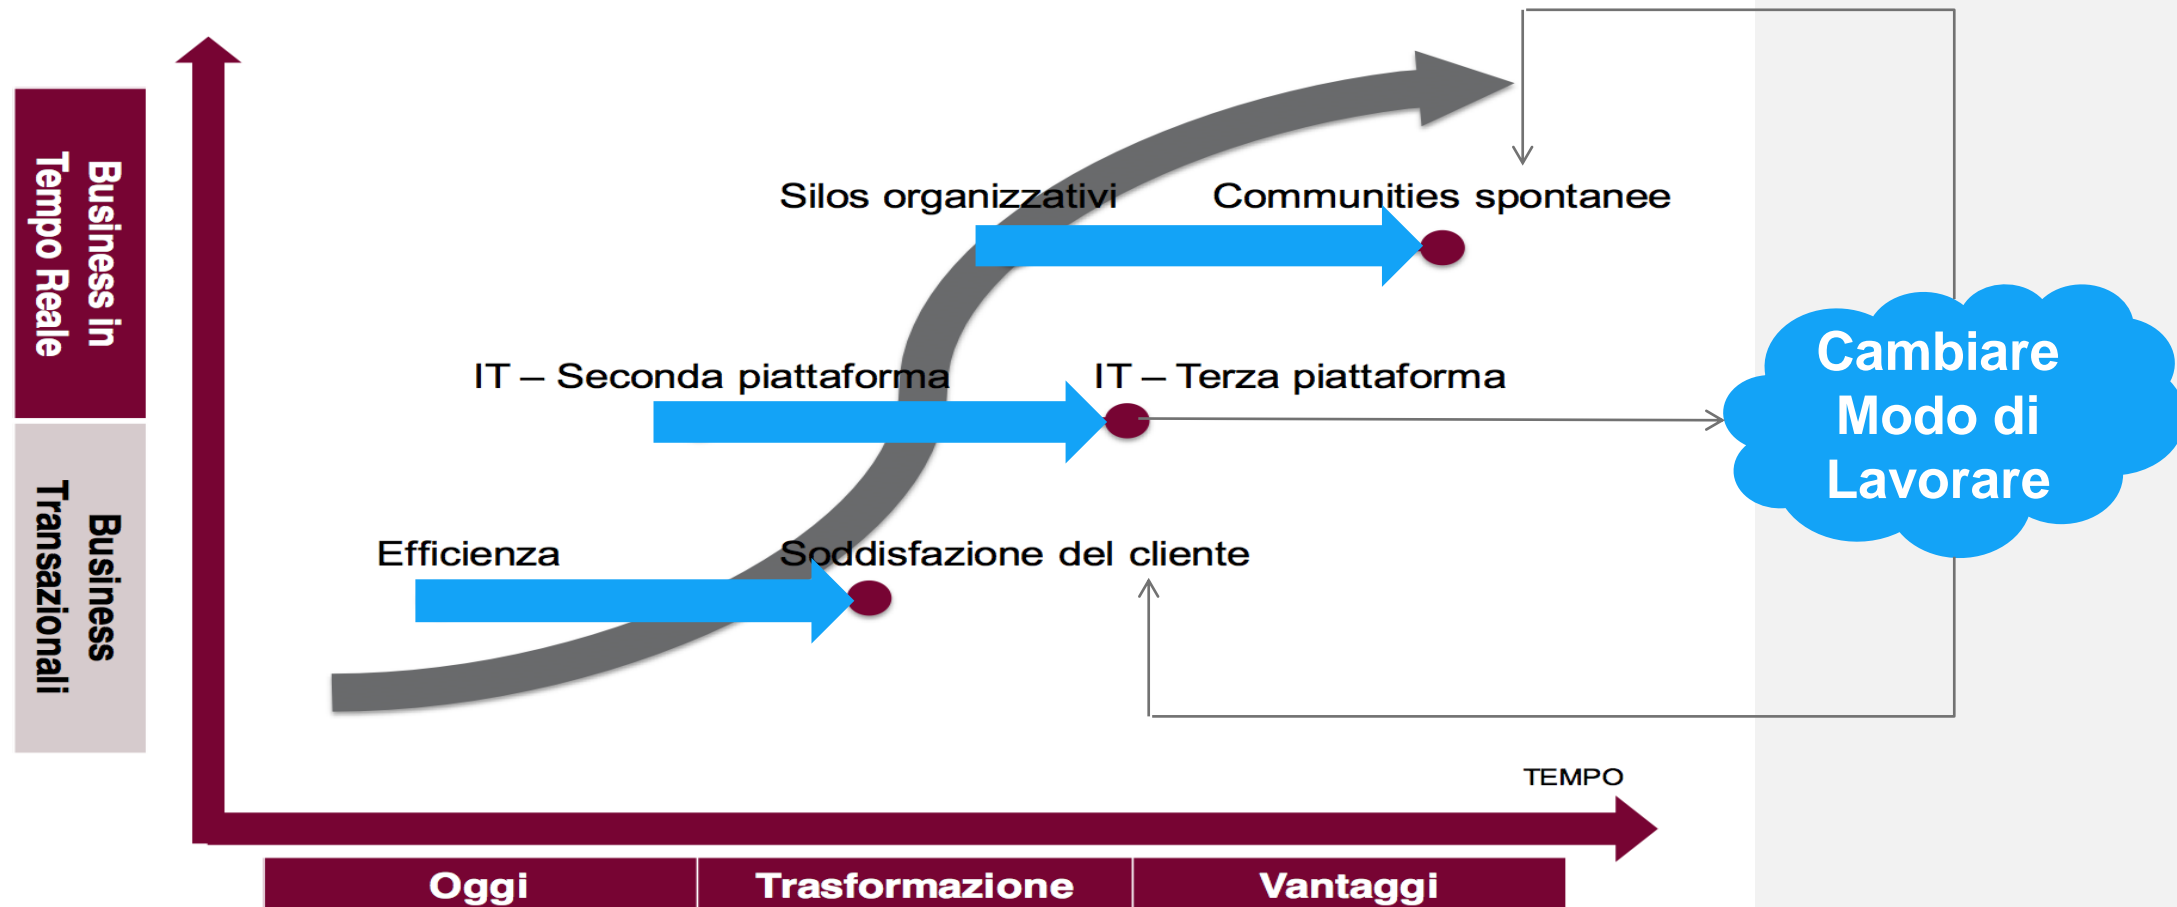 Business in
Tempo Reale
Business
Transazionali
Silos organizzativi
Communities spontanee
IT – Seconda piattaforma
IT – Terza piattaforma
Efficienza
Soddisfazione del cliente
Cambiare
Modo di
Lavorare
TEMPO
Oggi
Trasformazione
Vantaggi